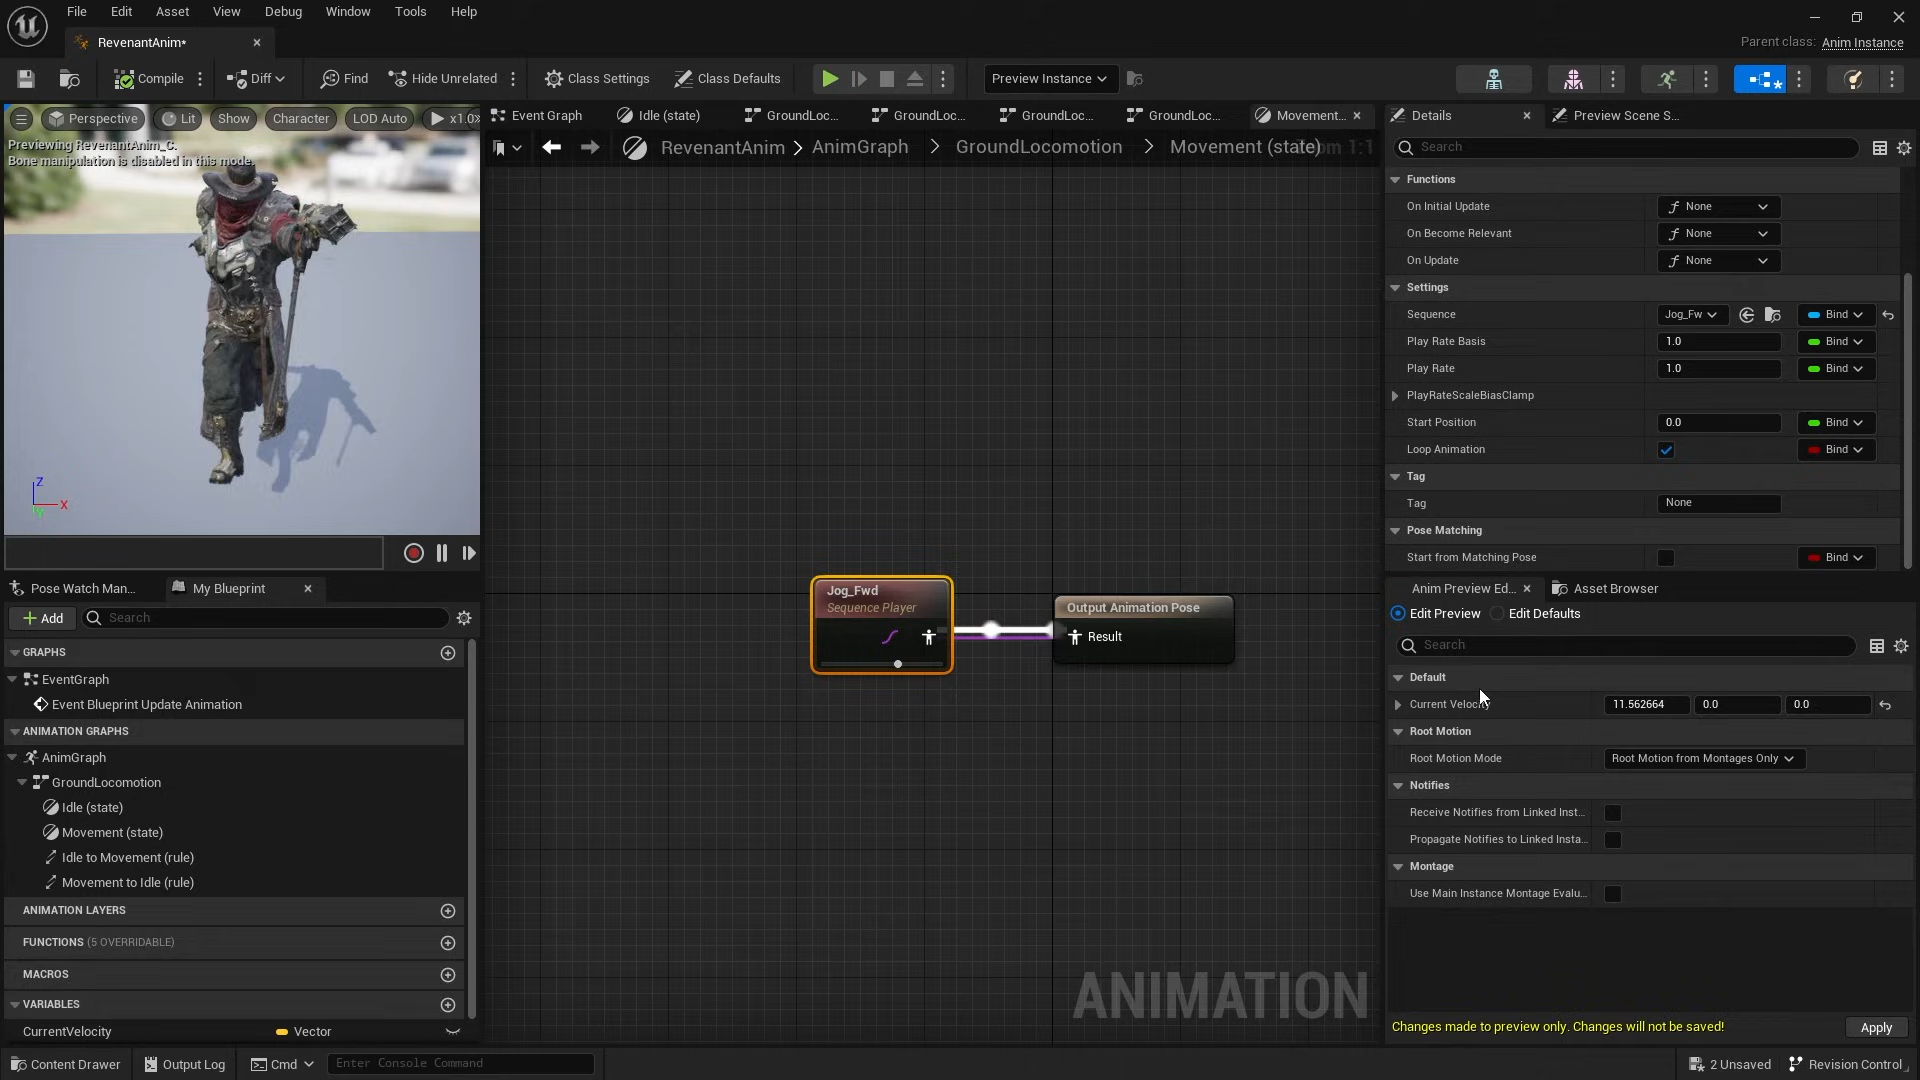 File Edit Asset View Debug Window Tools Help
RevenantAnim*
Parent class: Anim Instance
Compile Diff Find Hide Unrelated Class Settings Class Defaults Preview Instance
Perspective Lit Show Character LOD Auto x1.0
Previewing RevenantAnim_C.
Bone manipulation is disabled in this mode.
Z
X
Y
Event Graph Idle (state) GroundLoc... GroundLoc... GroundLoc... GroundLoc... Movement...
RevenantAnim > AnimGraph > GroundLocomotion > Movement (state)
Jog_Fwd
Sequence Player
Output Animation Pose
Result
ANIMATION
Pose Watch Man... My Blueprint
Add Search
GRAPHS
EventGraph
Event Blueprint Update Animation
ANIMATION GRAPHS
AnimGraph
GroundLocomotion
Idle (state)
Movement (state)
Idle to Movement (rule)
Movement to Idle (rule)
ANIMATION LAYERS
FUNCTIONS (5 OVERRIDABLE)
MACROS
VARIABLES
CurrentVelocity Vector
Details Preview Scene S...
Search
Functions
On Initial Update None
On Become Relevant None
On Update None
Settings
Sequence Jog_Fw Bind
Play Rate Basis 1.0 Bind
Play Rate 1.0 Bind
PlayRateScaleBiasClamp
Start Position 0.0 Bind
Loop Animation Bind
Tag
Tag None
Pose Matching
Start from Matching Pose Bind
Anim Preview Ed... Asset Browser
Edit Preview Edit Defaults
Search
Default
Current Velocity 11.562664 0.0 0.0
Root Motion
Root Motion Mode Root Motion from Montages Only
Notifies
Receive Notifies from Linked Inst...
Propagate Notifies to Linked Insta...
Montage
Use Main Instance Montage Evalu...
Changes made to preview only. Changes will not be saved! Apply
Content Drawer Output Log Cmd Enter Console Command 2 Unsaved Revision Control